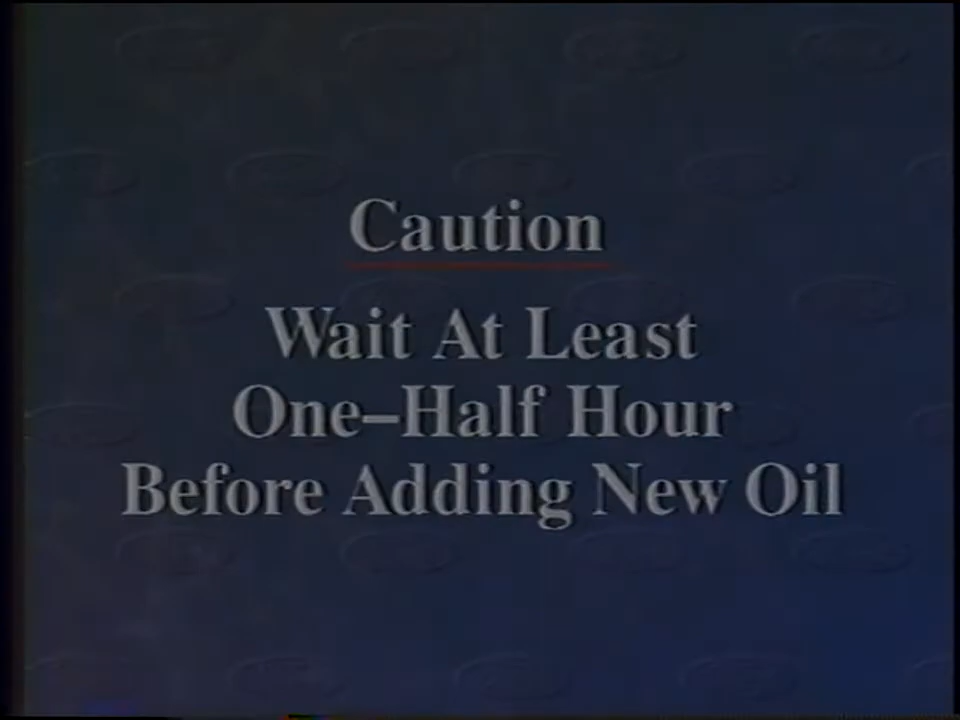 Caution
Wait At Least
One–Half Hour
Before Adding New Oil